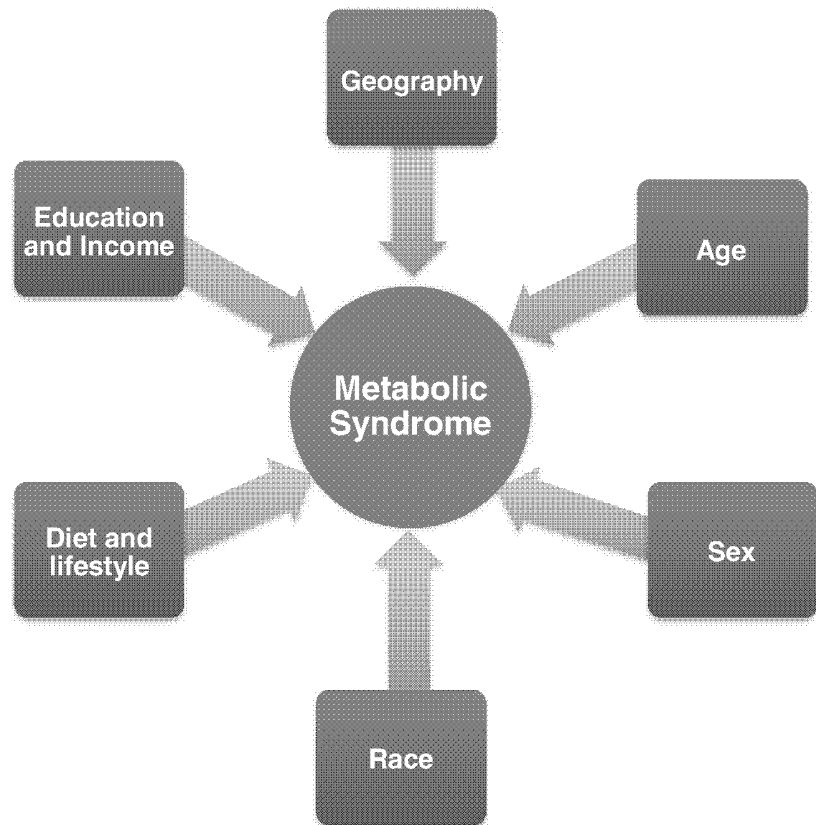 Geography
Education
and Income
Age
Metabolic
Syndrome
Diet and
lifestyle
Sex
Race